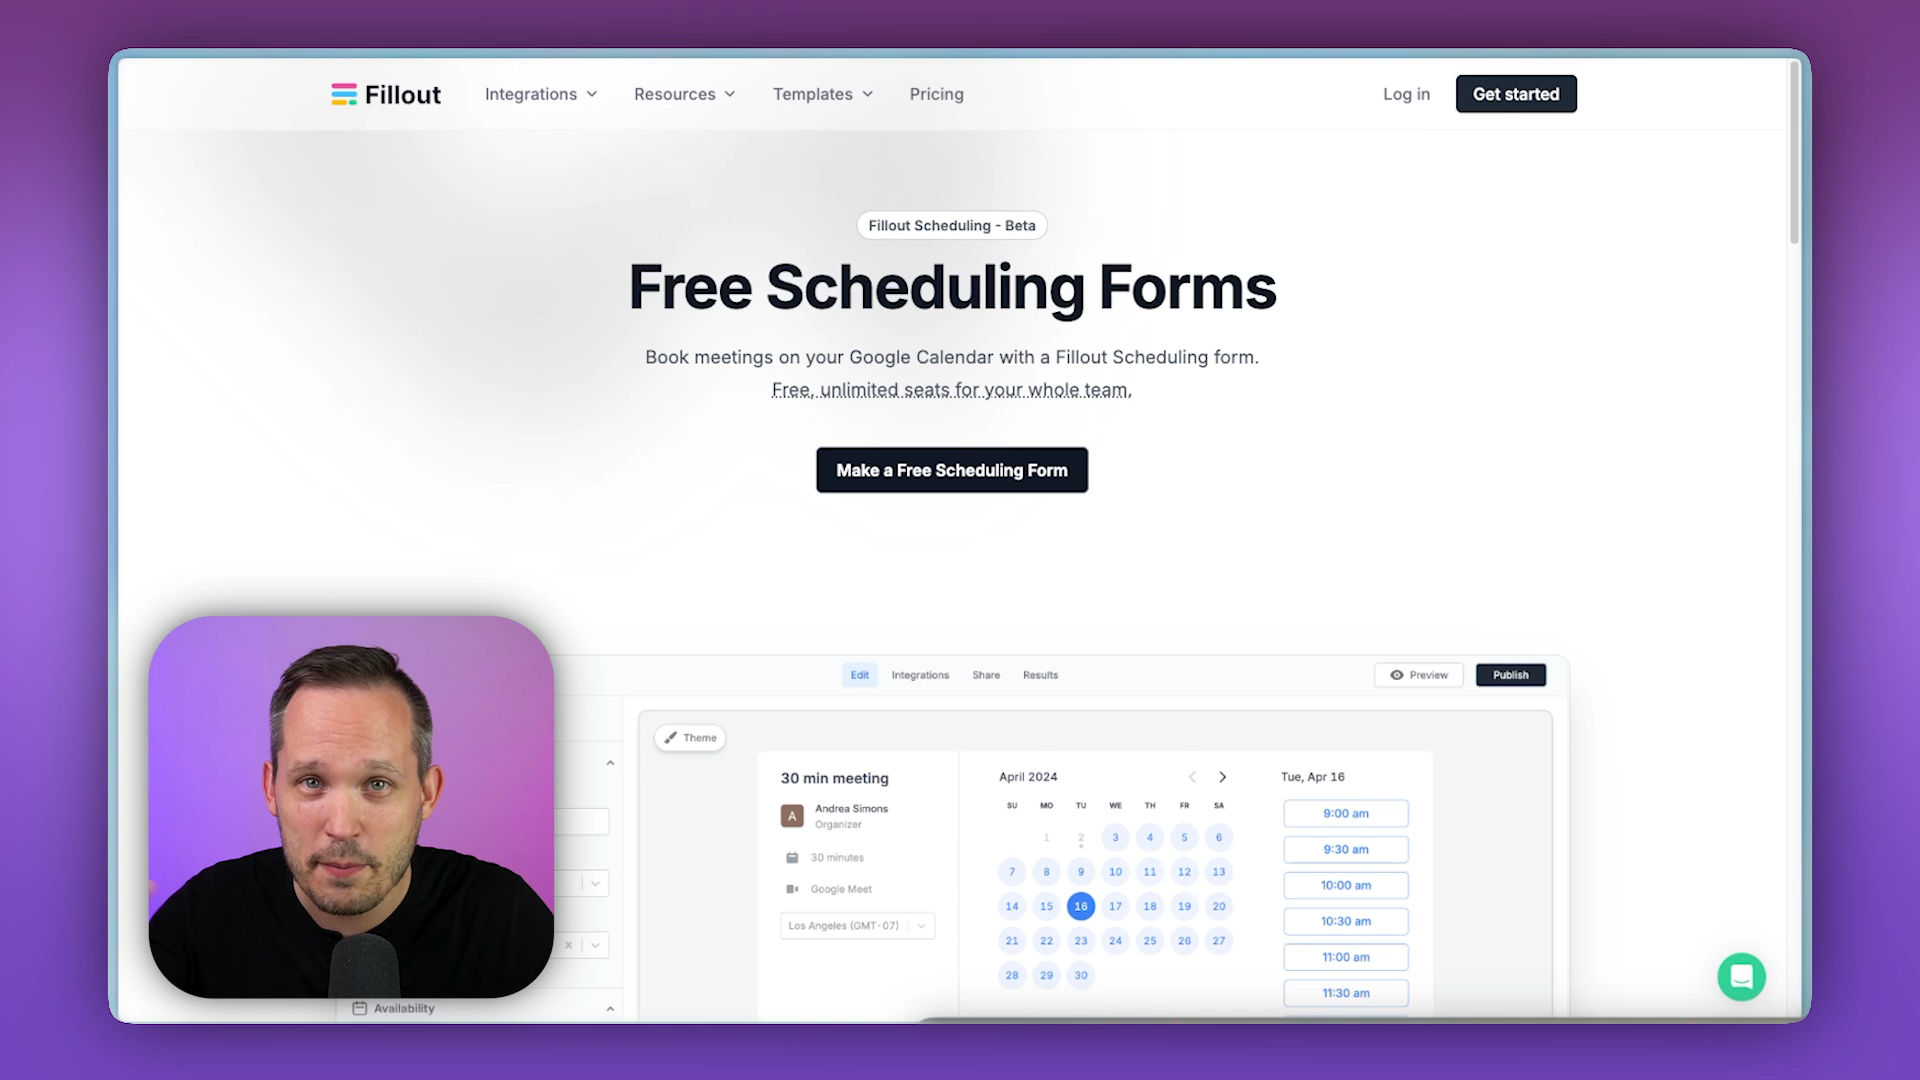 Fillout
Integrations
Resources
Templates
Pricing
Log in
Get started
Fillout Scheduling - Beta
Free Scheduling Forms
Book meetings on your Google Calendar with a Fillout Scheduling form.
Free, unlimited seats for your whole team.
Make a Free Scheduling Form
Edit
Integrations
Share
Results
Preview
Publish
Theme
30 min meeting
A
Andrea Simons
Organizer
30 minutes
Google Meet
Los Angeles (GMT-07)
April 2024
SU MO TU WE TH FR SA
1 2 3 4 5 6
7 8 9 10 11 12 13
14 15 16 17 18 19 20
21 22 23 24 25 26 27
28 29 30
Tue, Apr 16
9:00 am
9:30 am
10:00 am
10:30 am
11:00 am
11:30 am
Availability